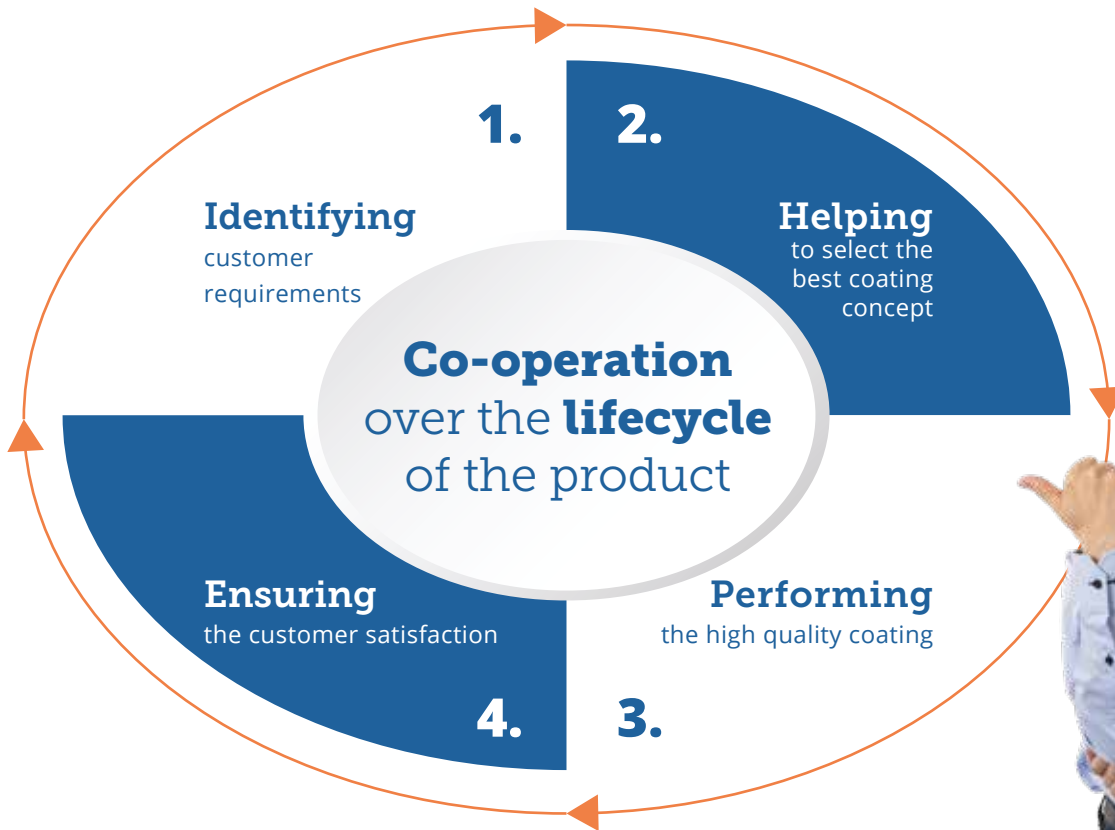 1.
Identifying
customer
requirements
2.
Helping
to select the
best coating
concept
Co-operation
over the lifecycle
of the product
Performing
the high quality coating
3.
Ensuring
the customer satisfaction
4.